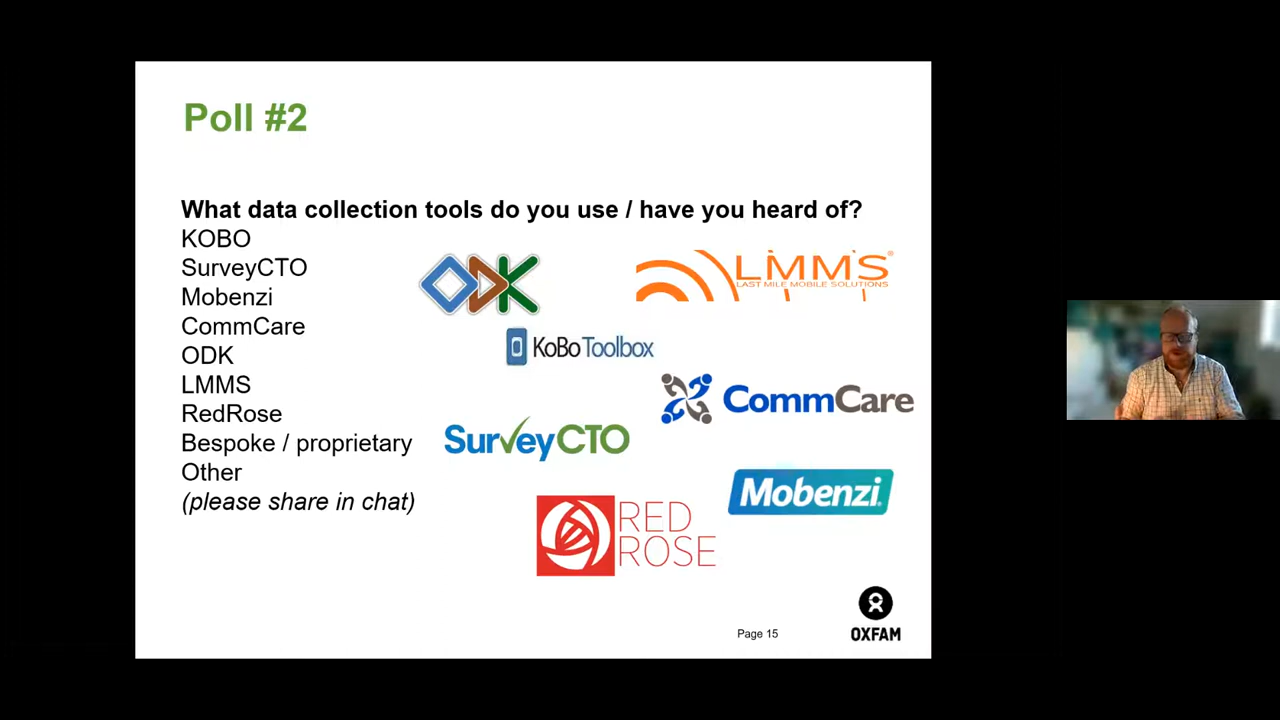 Poll #2
What data collection tools do you use / have you heard of?
KOBO
SurveyCTO
Mobenzi
CommCare
ODK
LMMS
RedRose
Bespoke / proprietary
Other
(please share in chat)
ODK
LMMS®
LAST MILE MOBILE SOLUTIONS
KoBoToolbox
CommCare
SurveyCTO
Mobenzi
RED
ROSE
Page 15
OXFAM